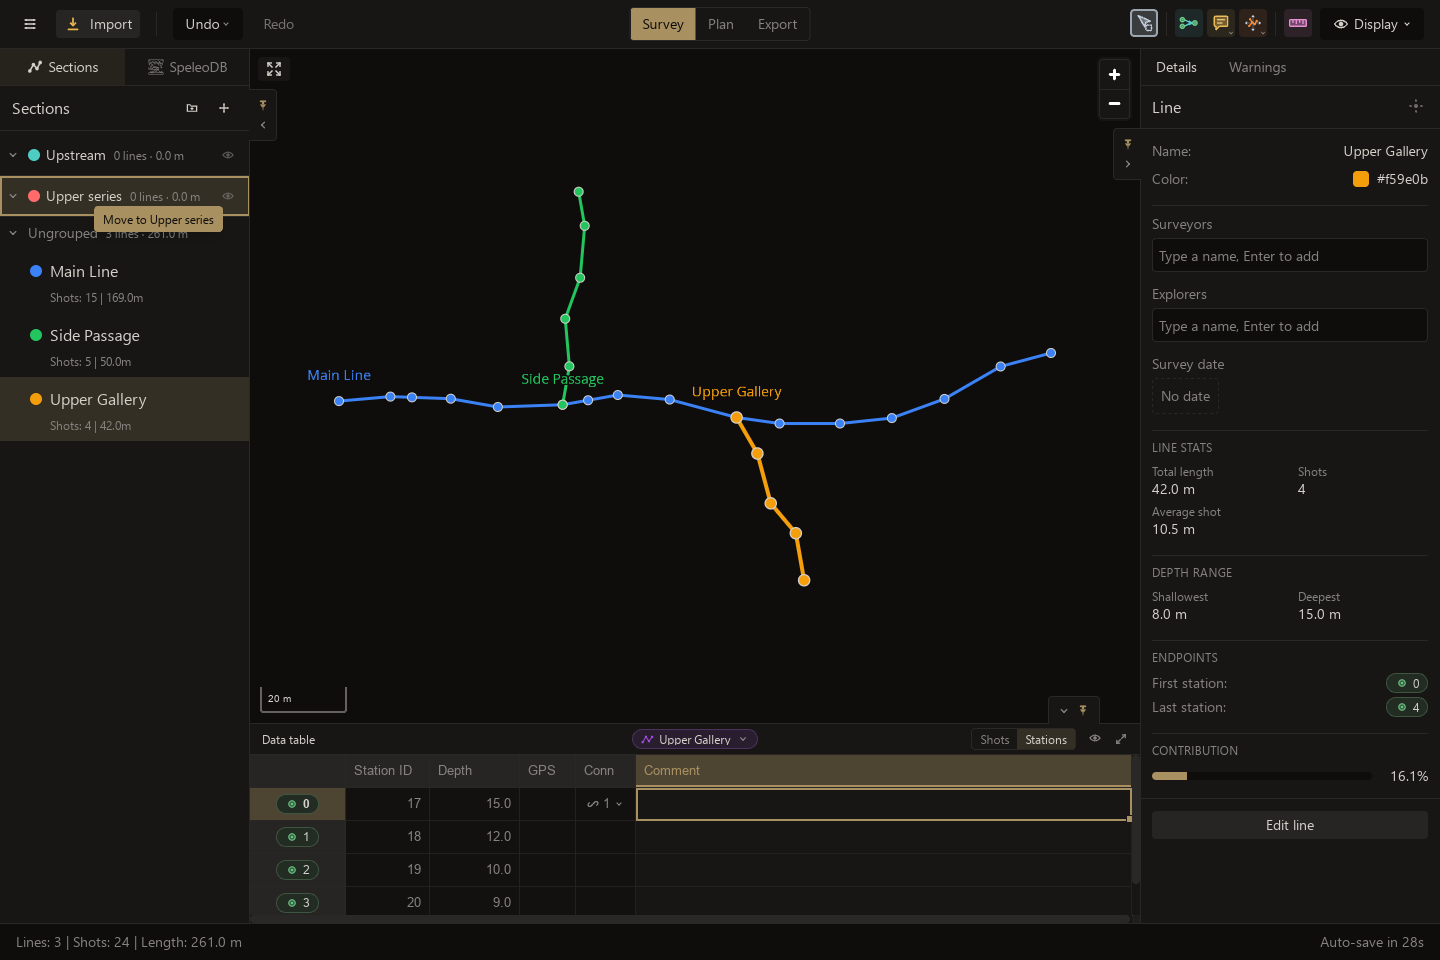 Import
Undo
Redo
Survey
Plan
Export
Display
Sections
SpeleoDB
Details
Warnings
Sections
Upstream 0 lines · 0.0 m
Upper series 0 lines · 0.0 m
Move to Upper series
Ungrouped 3 lines · 261.0 m
Main Line
Shots: 15 | 169.0m
Side Passage
Shots: 5 | 50.0m
Upper Gallery
Shots: 4 | 42.0m
Main Line
Side Passage
Upper Gallery
20 m
Line
Name: Upper Gallery
Color: #f59e0b
Surveyors
Type a name, Enter to add
Explorers
Type a name, Enter to add
Survey date
No date
LINE STATS
Total length Shots
42.0 m 4
Average shot
10.5 m
DEPTH RANGE
Shallowest Deepest
8.0 m 15.0 m
ENDPOINTS
First station: 0
Last station: 4
CONTRIBUTION
16.1%
Edit line
Data table
Upper Gallery
Shots
Stations
Station ID Depth GPS Conn Comment
0 17 15.0 1
1 18 12.0
2 19 10.0
3 20 9.0
Lines: 3 | Shots: 24 | Length: 261.0 m
Auto-save in 28s